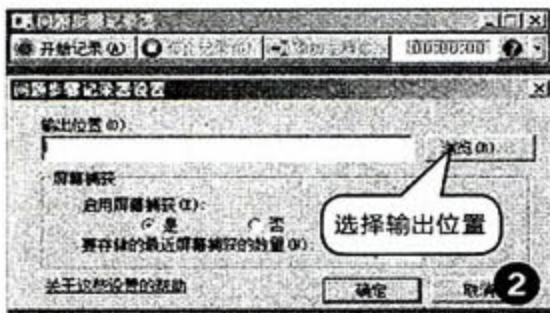 问题步骤记录器
开始记录(A) 00:00:00
问题步骤记录器设置
输出位置(O):
浏览(B)
屏幕捕获
启用屏幕捕获(E):
是 否
要存储的最近屏幕捕获的数量(N):
选择输出位置
关于这些设置的帮助
确定 取消
2